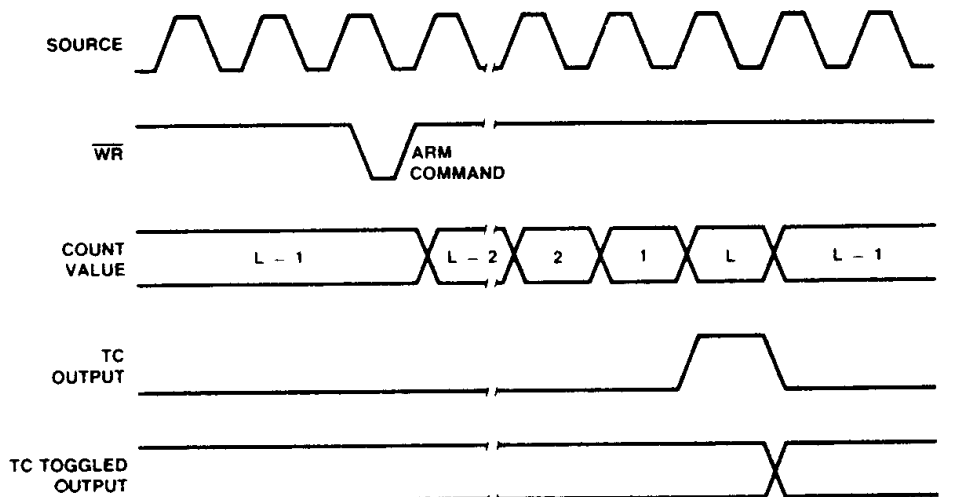 SOURCE
WR
ARM
COMMAND
COUNT
VALUE
L – 1
L – 2
2
1
L
L – 1
TC
OUTPUT
TC TOGGLED
OUTPUT